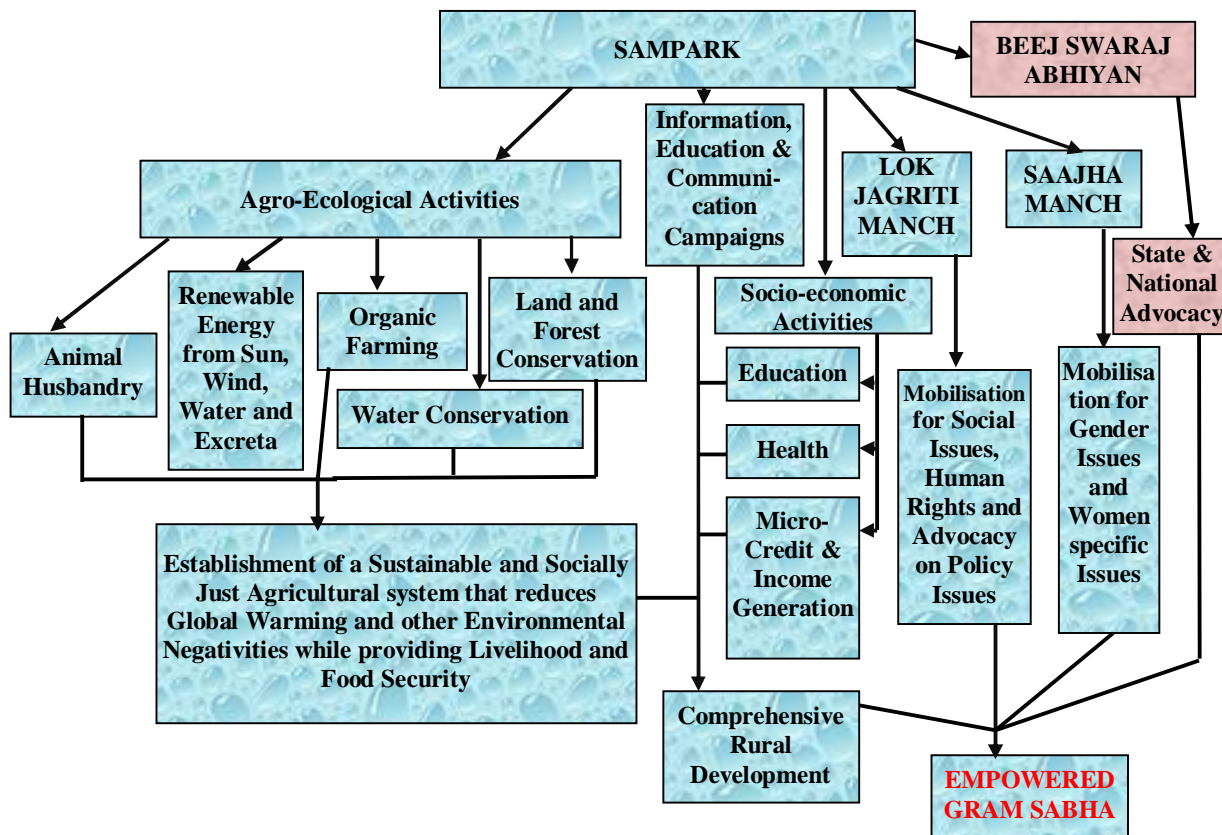 SAMPARK
BEEJ SWARAJ
ABHIYAN
Agro-Ecological Activities
Information,
Education &
Communi-
cation
Campaigns
LOK
JAGRITI
MANCH
SAAJHA
MANCH
State &
National
Advocacy
Animal
Husbandry
Renewable
Energy
from Sun,
Wind,
Water and
Excreta
Organic
Farming
Water Conservation
Land and
Forest
Conservation
Socio-economic
Activities
Education
Health
Micro-
Credit &
Income
Generation
Mobilisation
for Social
Issues,
Human
Rights and
Advocacy
on Policy
Issues
Mobilisa
tion for
Gender
Issues
and
Women
specific
Issues
Establishment of a Sustainable and Socially
Just Agricultural system that reduces
Global Warming and other Environmental
Negativities while providing Livelihood and
Food Security
Comprehensive
Rural
Development
EMPOWERED
GRAM SABHA